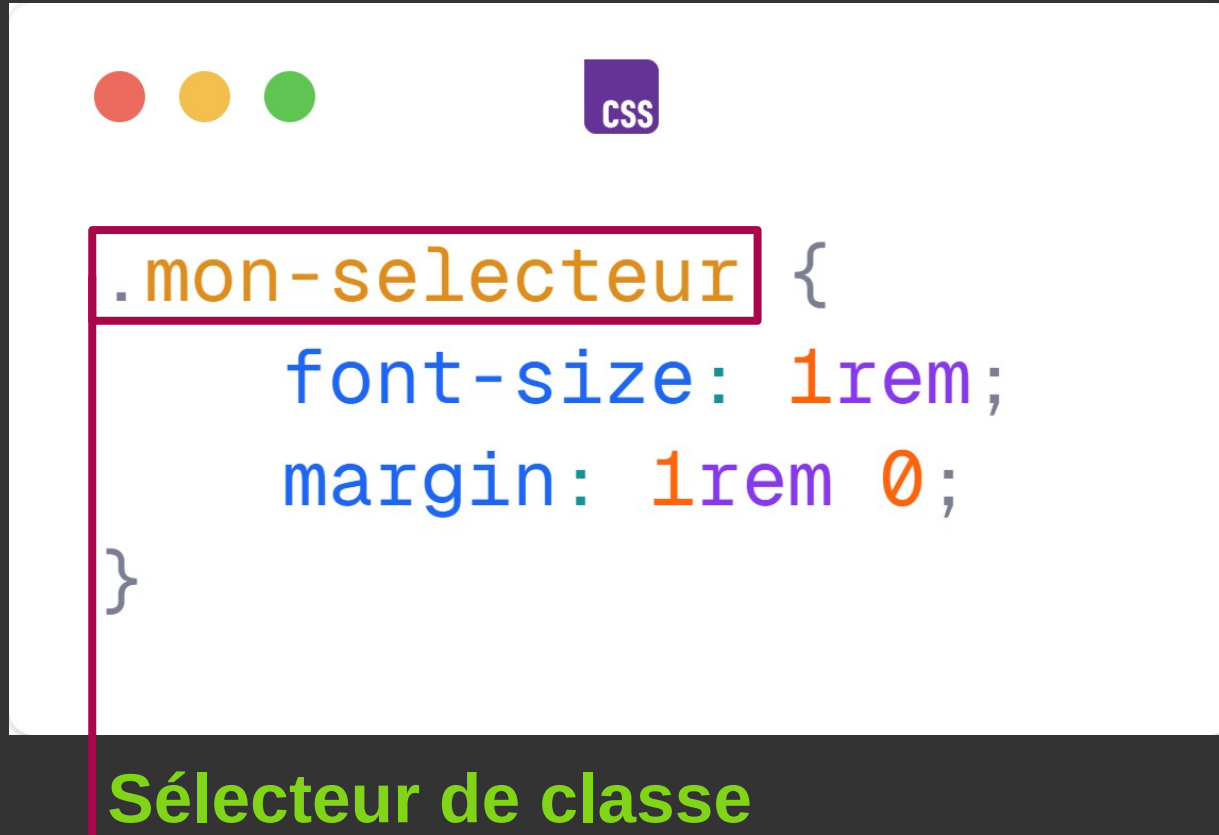 CSS
.mon-selecteur {
font-size: 1rem;
margin: 1rem 0;
}
Sélecteur de classe